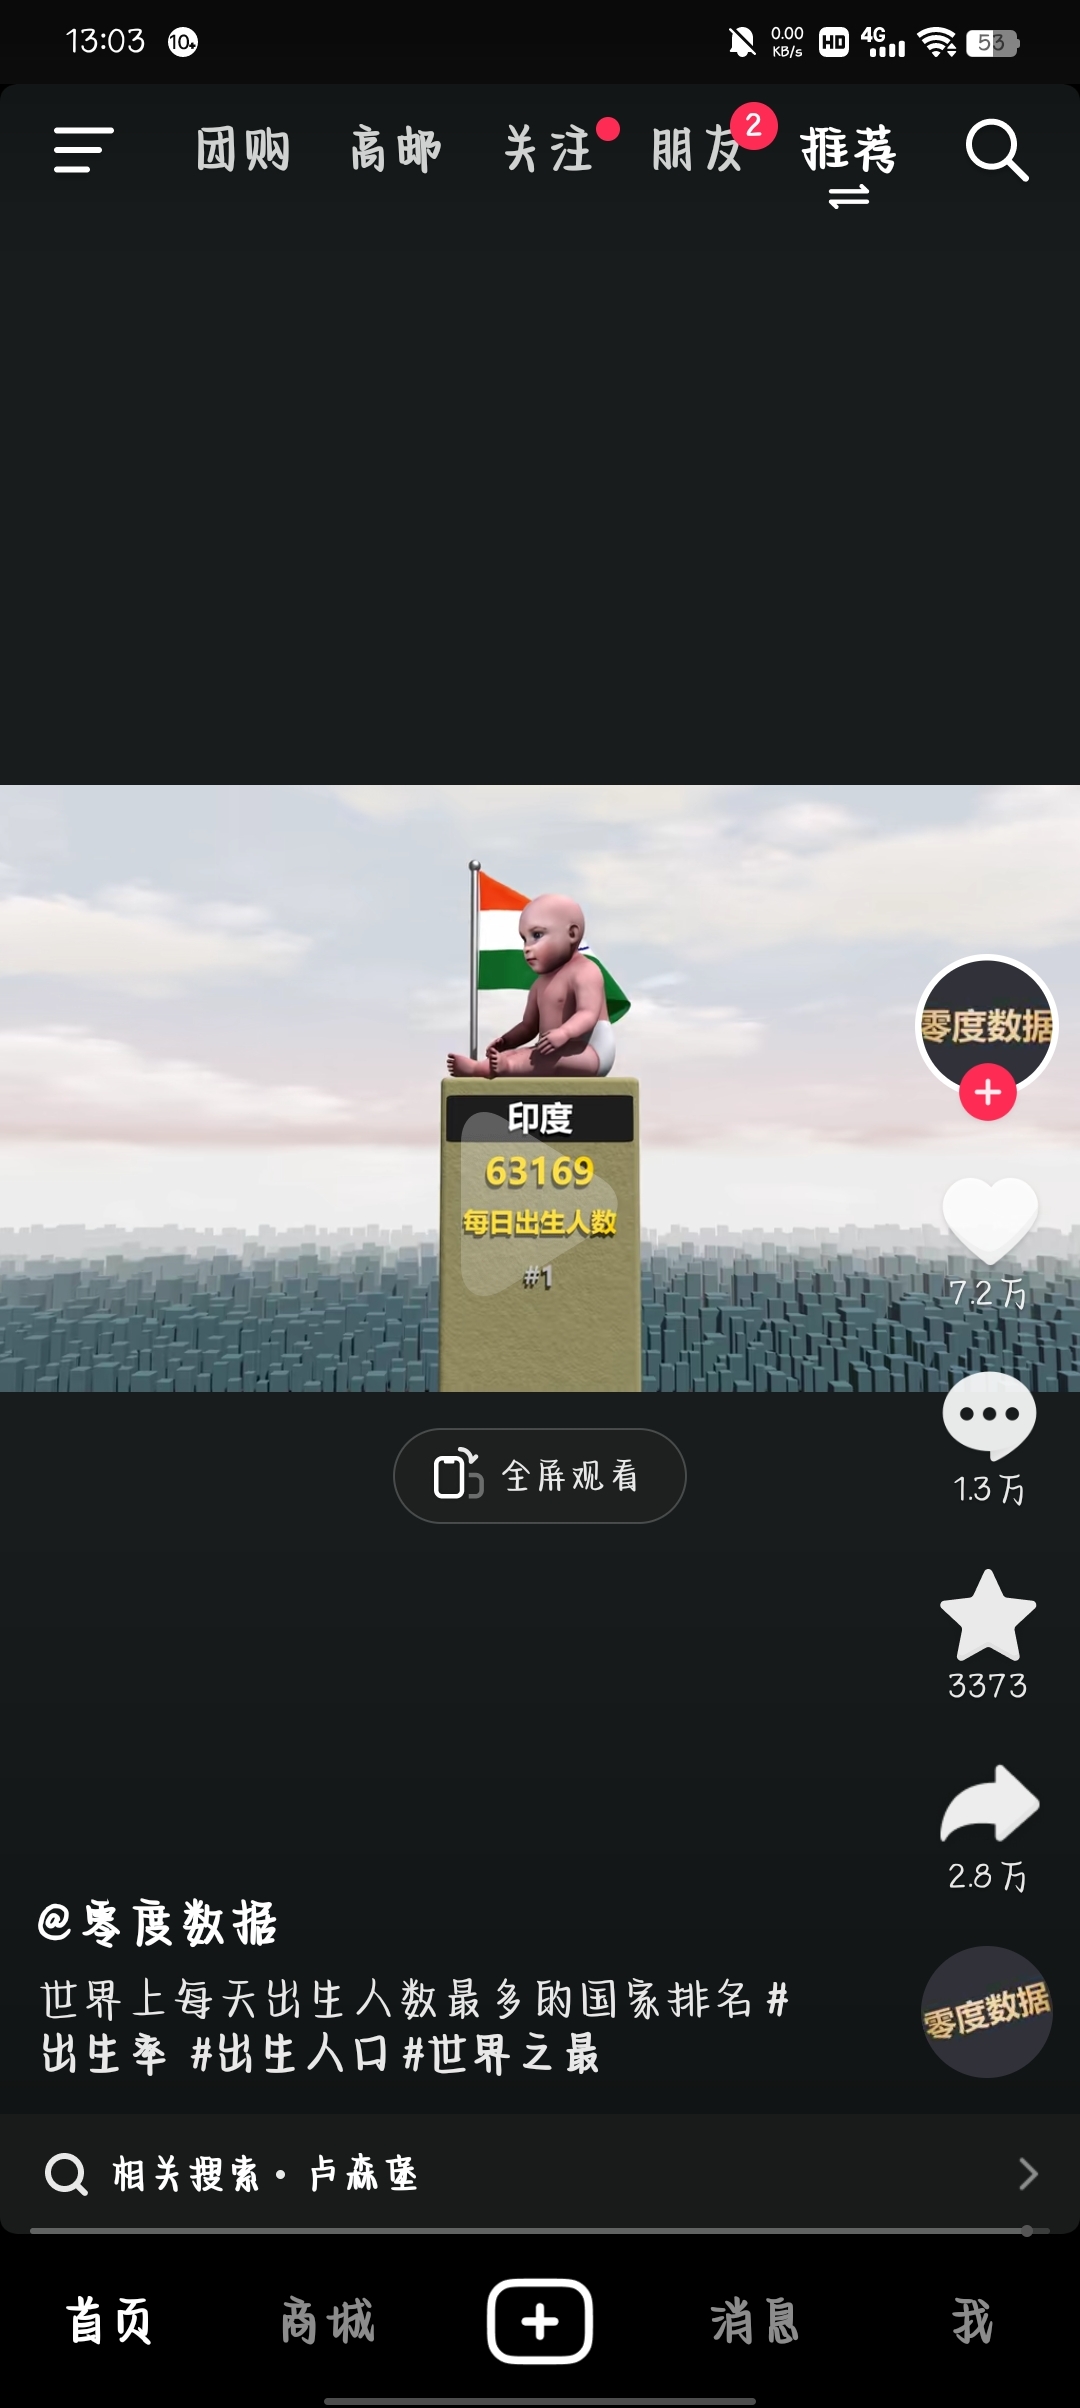 13:03
10+
0.00
KB/s
HD
4G
53
团购
高邮
关注
朋友
2
推荐
零度数据
印度
63169
每日出生人数
#1
7.2万
全屏观看
1.3万
3373
2.8万
@零度数据
世界上每天出生人数最多的国家排名#
出生率 #出生人口 #世界之最
零度数据
相关搜索·卢森堡
首页
商城
消息
我